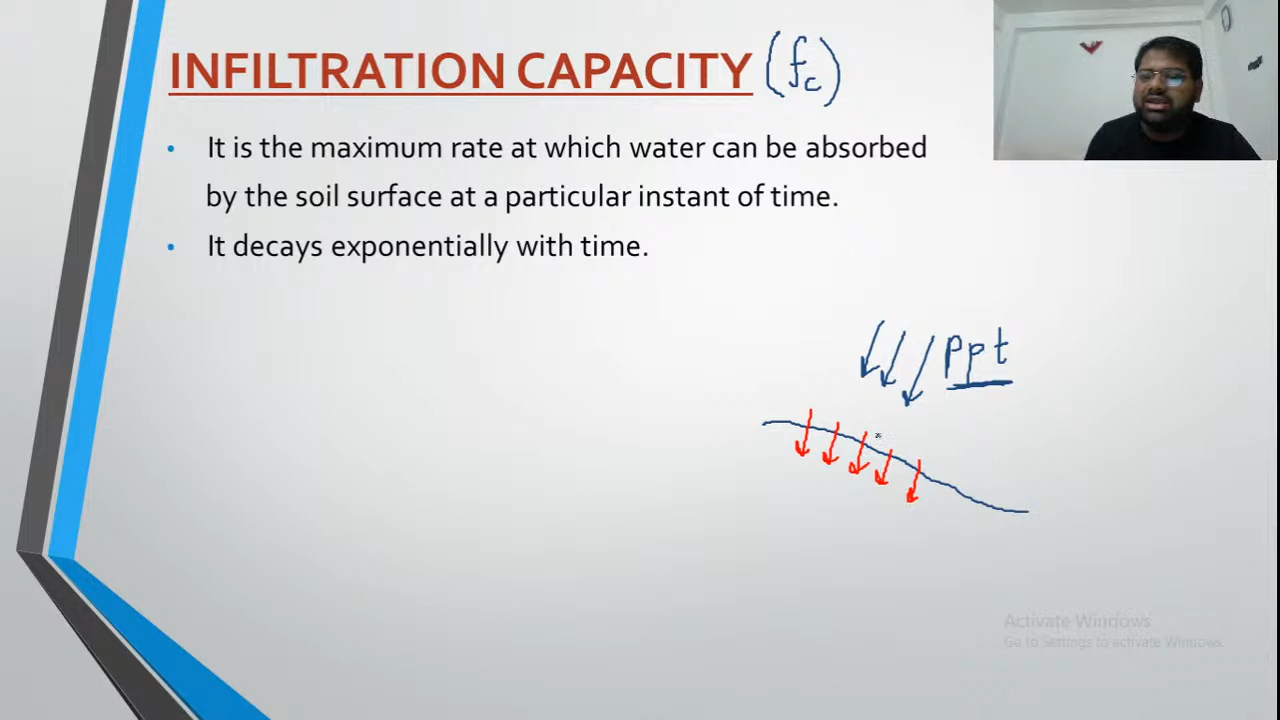 INFILTRATION CAPACITY (fc)
• It is the maximum rate at which water can be absorbed
by the soil surface at a particular instant of time.
• It decays exponentially with time.
ppt
Activate Windows
Go to Settings to activate Windows.